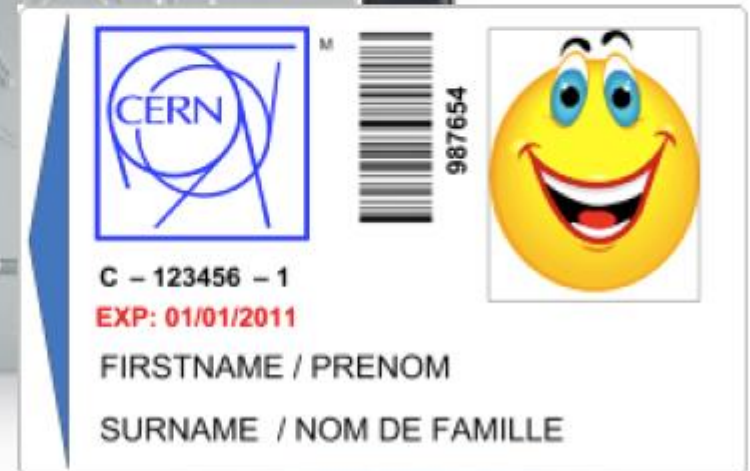 CERN
M
987654
C – 123456 – 1
EXP: 01/01/2011
FIRSTNAME / PRENOM
SURNAME / NOM DE FAMILLE